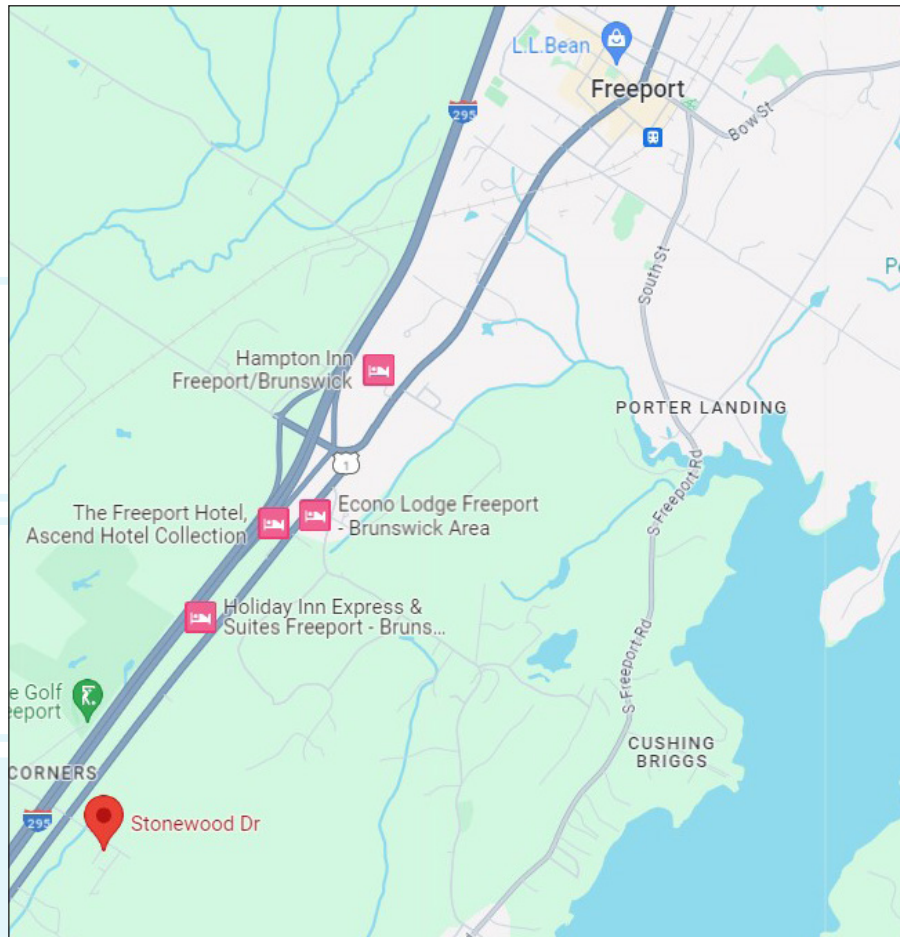 L.L.Bean
Freeport
295
Bow St
South St
Hampton Inn
Freeport/Brunswick
PORTER LANDING
1
S Freeport Rd
The Freeport Hotel,
Ascend Hotel Collection
Econo Lodge Freeport
- Brunswick Area
Holiday Inn Express &
Suites Freeport - Bruns...
S Freeport Rd
e Golf
eeport
CUSHING
BRIGGS
CORNERS
295
Stonewood Dr